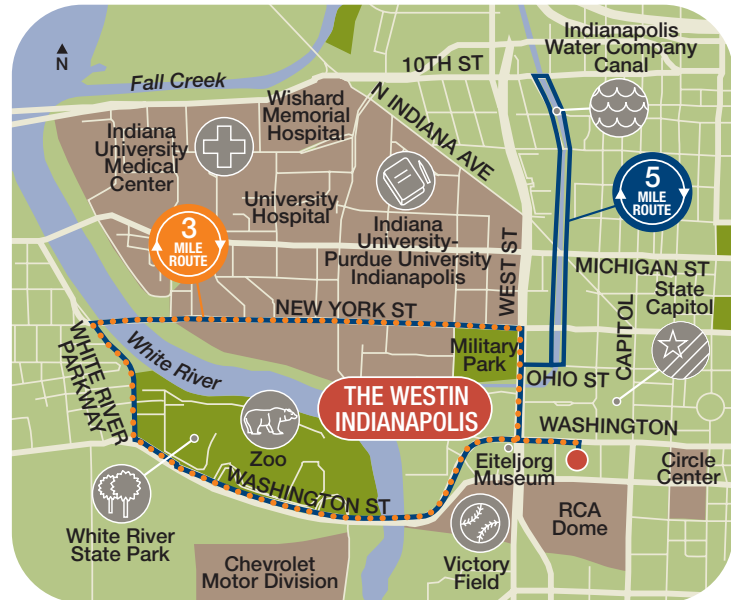 Indianapolis
Water Company
Canal
10TH ST
N
Fall Creek
Wishard
Memorial
Hospital
N INDIANA AVE
Indiana
University
Medical
Center
5
MILE
ROUTE
University
Hospital
Indiana
University-
Purdue University
Indianapolis
3
MILE
ROUTE
WEST ST
MICHIGAN ST
State
Capitol
CAPITOL
NEW YORK ST
WHITE RIVER
PARKWAY
White River
Military
Park
OHIO ST
THE WESTIN
INDIANAPOLIS
WASHINGTON
Zoo
WASHINGTON ST
Eiteljorg
Museum
Circle
Center
RCA
Dome
White River
State Park
Victory
Field
Chevrolet
Motor Division